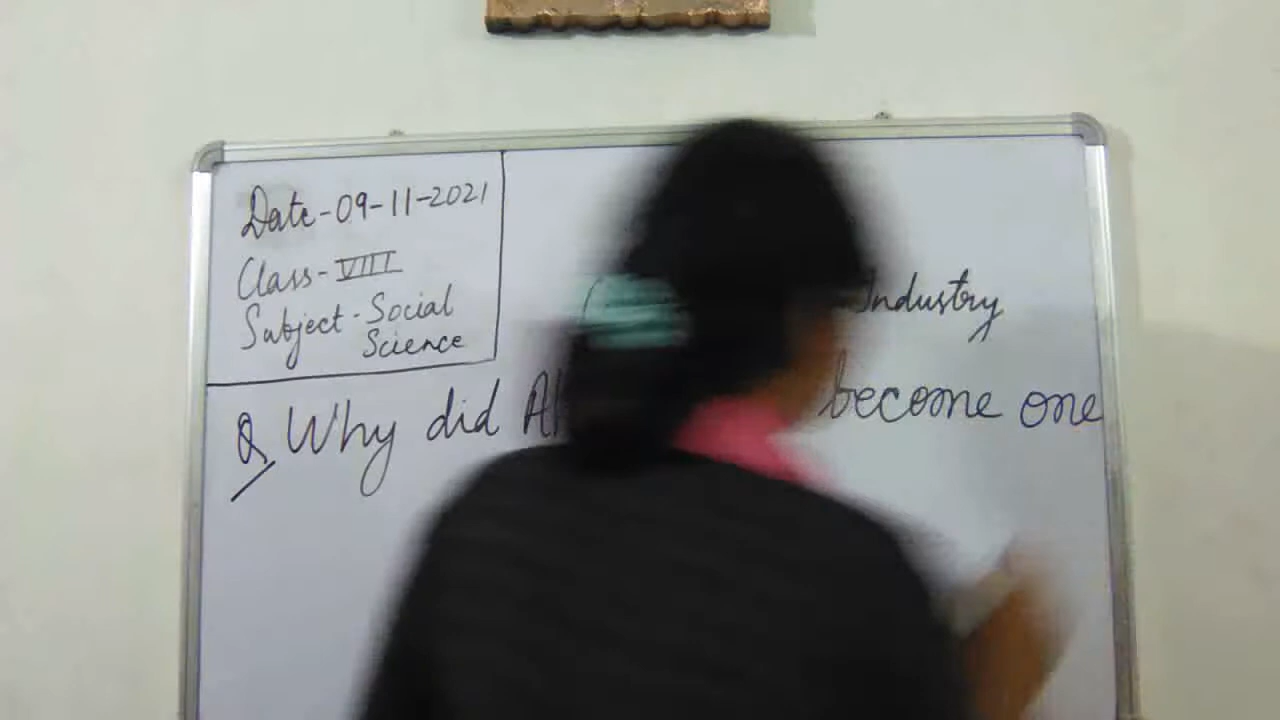 Date-09-11-2021
Class-VIII
Subject-Social
Science
Industry
Q Why did become one